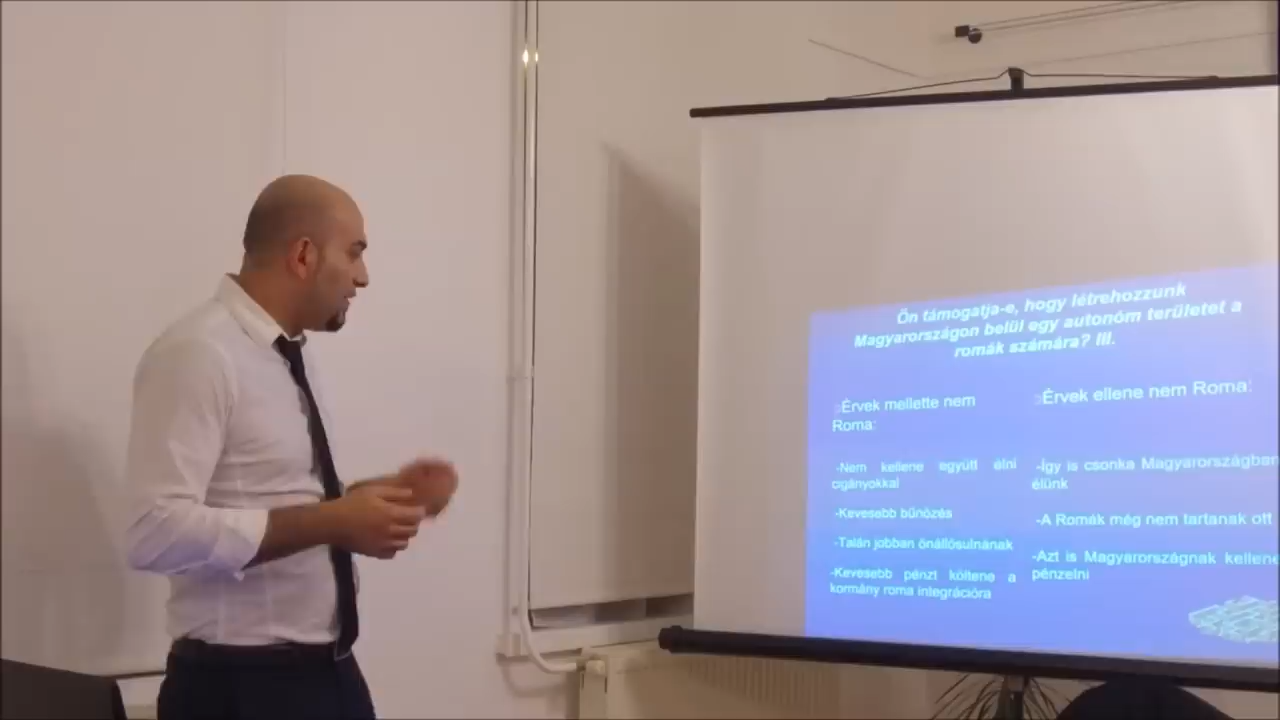 Ön támogatja-e, hogy létrehozzunk
Magyarországon belül egy autonóm területet a
romák számára? III.
Érvek mellette nem
Roma:
-Nem kellene együtt élni
cigányokkal
-Kevesebb bűnözés
-Talán jobban önállósulnának
-Kevesebb pénzt költene a
kormány roma integrációra
Érvek ellene nem Roma:
-Így is csonka Magyarországban
élünk
-A Romák még nem tartanak ott
-Azt is Magyarországnak kellene
pénzelni